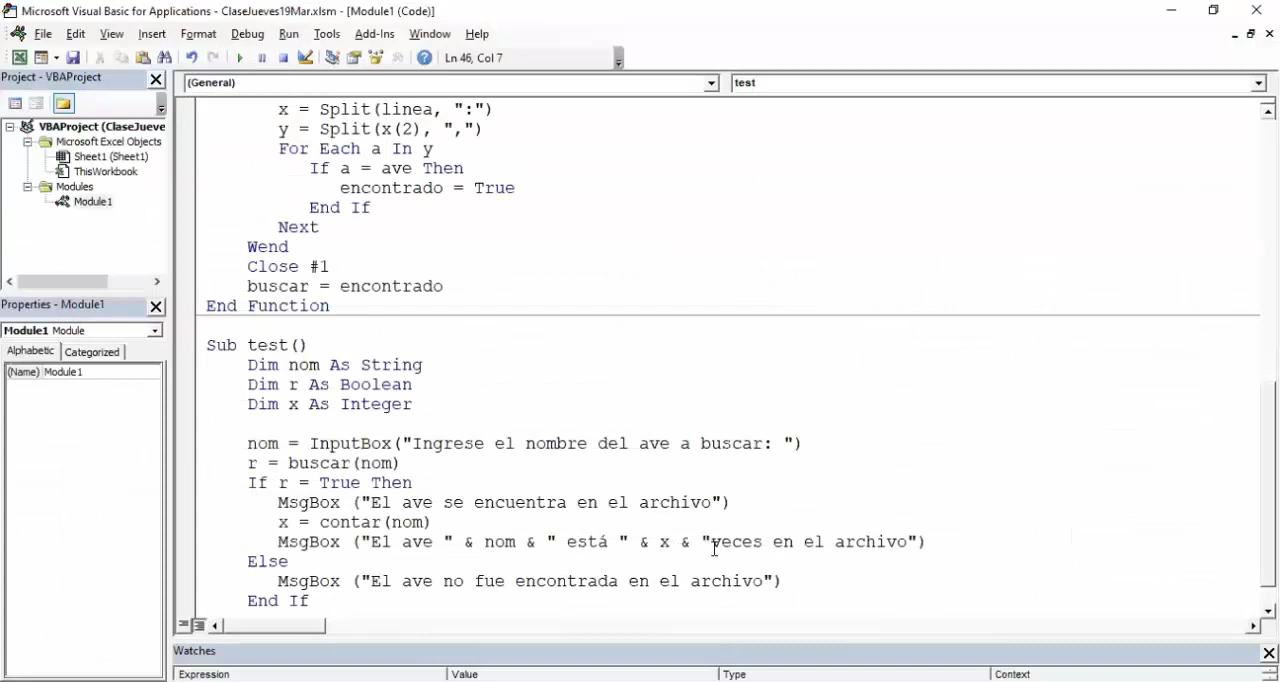 Microsoft Visual Basic for Applications - ClaseJueves19Mar.xlsm - [Module1 (Code)]
File Edit View Insert Format Debug Run Tools Add-Ins Window Help
Ln 46, Col 7
Project - VBAProject
(General) test
VBAProject (ClaseJueve
Microsoft Excel Objects
Sheet1 (Sheet1)
ThisWorkbook
Modules
Module1
Properties - Module1
Module1 Module
Alphabetic Categorized
(Name) Module1
x = Split(linea, ":")
y = Split(x(2), ",")
For Each a In y
If a = ave Then
encontrado = True
End If
Next
Wend
Close #1
buscar = encontrado
End Function
Sub test()
Dim nom As String
Dim r As Boolean
Dim x As Integer
nom = InputBox("Ingrese el nombre del ave a buscar: ")
r = buscar(nom)
If r = True Then
MsgBox ("El ave se encuentra en el archivo")
x = contar(nom)
MsgBox ("El ave " & nom & " está " & x & "veces en el archivo")
Else
MsgBox ("El ave no fue encontrada en el archivo")
End If
Watches
Expression Value Type Context